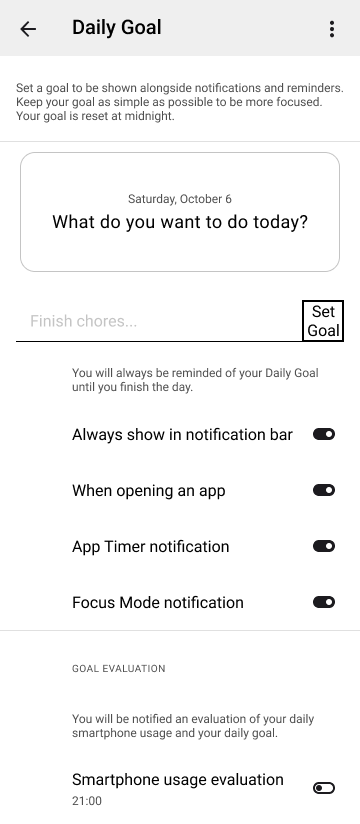 Daily Goal
Set a goal to be shown alongside notifications and reminders.
Keep your goal as simple as possible to be more focused.
Your goal is reset at midnight.
Saturday, October 6
What do you want to do today?
Finish chores...
Set
Goal
You will always be reminded of your Daily Goal
until you finish the day.
Always show in notification bar
When opening an app
App Timer notification
Focus Mode notification
GOAL EVALUATION
You will be notified an evaluation of your daily
smartphone usage and your daily goal.
Smartphone usage evaluation
21:00